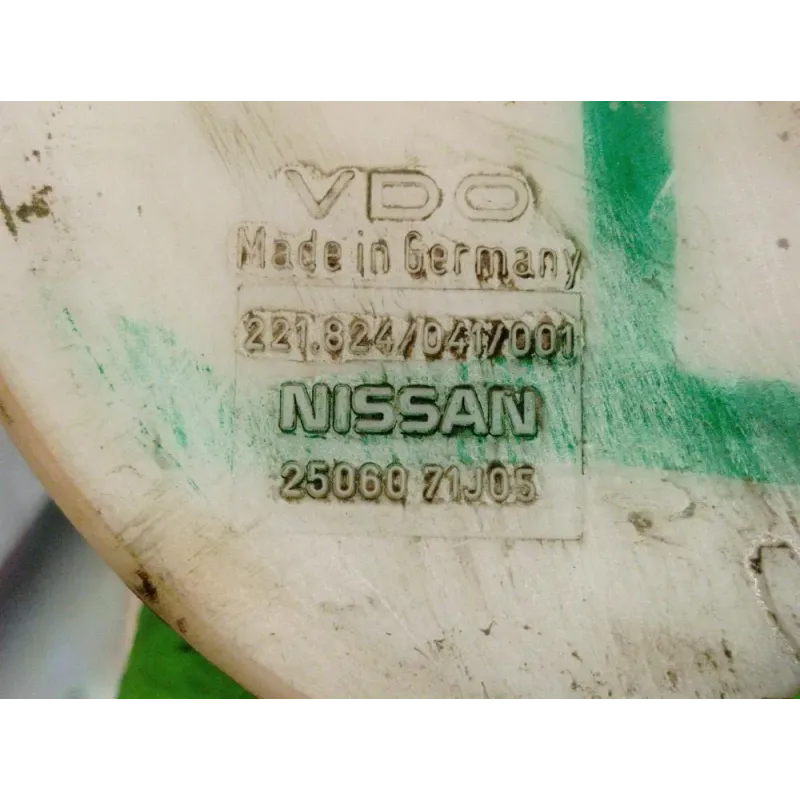 VDO
Made in Germany
221.824/041/001
NISSAN
25060 71J05